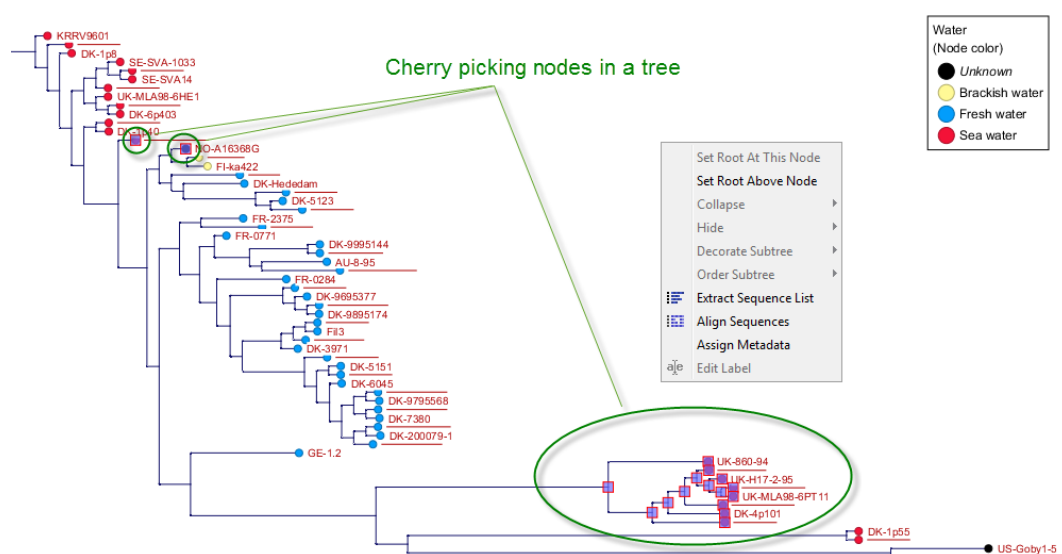 KRRV9601
DK-1p8
SE-SVA-1033
SE-SVA14
UK-MLA98-6HE1
DK-6p403
DK-1p40
NO-A16368G
FI-ka422
DK-Hededam
DK-5123
FR-2375
FR-0771
DK-9995144
AU-8-95
FR-0284
DK-9695377
DK-9895174
Fil3
DK-3971
DK-5151
DK-6045
DK-9795568
DK-7380
DK-200079-1
GE-1.2
UK-860-94
UK-H17-2-95
UK-MLA98-6PT11
DK-4p101
DK-1p55
US-Goby1-5
Cherry picking nodes in a tree
Set Root At This Node
Set Root Above Node
Collapse
Hide
Decorate Subtree
Order Subtree
Extract Sequence List
Align Sequences
Assign Metadata
Edit Label
Water
(Node color)
Unknown
Brackish water
Fresh water
Sea water